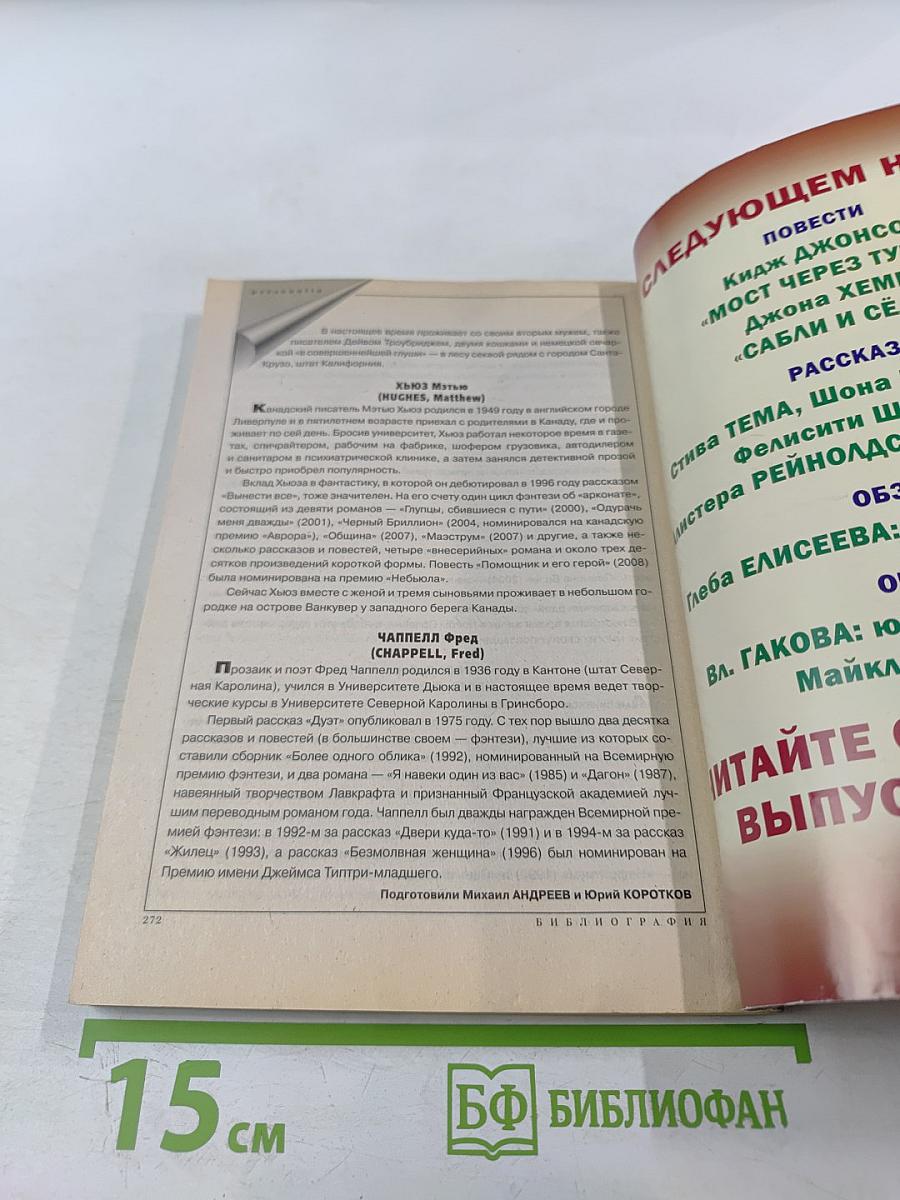 personalia
В настоящее время проживает со своим вторым мужем, также
писателем Дейвом Троубриджем, двумя кошками и немецкой овчар-
кой «в совершеннейшей глуши» — в лесу секвой рядом с городом Санта-
Крузо, штат Калифорния.
ХЬЮЗ Мэтью
(HUGHES, Matthew)
Канадский писатель Мэтью Хьюз родился в 1949 году в английском городе
Ливерпуле и в пятилетнем возрасте приехал с родителями в Канаду, где и про-
живает по сей день. Бросив университет, Хьюз работал некоторое время в газе-
тах, спичрайтером, рабочим на фабрике, шофером грузовика, автодилером
и санитаром в психиатрической клинике, а затем занялся детективной прозой
и быстро приобрел популярность.
Вклад Хьюза в фантастику, в которой он дебютировал в 1996 году рассказом
«Вынести все», тоже значителен. На его счету один цикл фэнтези об «арконате»,
состоящий из девяти романов — «Глупцы, сбившиеся с пути» (2000), «Одурачь
меня дважды» (2001), «Черный Бриллион» (2004, номинировался на канадскую
премию «Аврора»), «Община» (2007), «Маэструм» (2007) и другие, а также не-
сколько рассказов и повестей, четыре «внесерийных» романа и около трех де-
сятков произведений короткой формы. Повесть «Помощник и его герой» (2008)
была номинирована на премию «Небьюла».
Сейчас Хьюз вместе с женой и тремя сыновьями проживает в небольшом го-
родке на острове Ванкувер у западного берега Канады.
ЧАППЕЛЛ Фред
(CHAPPELL, Fred)
Прозаик и поэт Фред Чаппелл родился в 1936 году в Кантоне (штат Север-
ная Каролина), учился в Университете Дьюка и в настоящее время ведет твор-
ческие курсы в Университете Северной Каролины в Гринсборо.
Первый рассказ «Дуэт» опубликовал в 1975 году. С тех пор вышло два десятка
рассказов и повестей (в большинстве своем — фэнтези), лучшие из которых со-
ставили сборник «Более одного облика» (1992), номинированный на Всемирную
премию фэнтези, и два романа — «Я навеки один из вас» (1985) и «Дагон» (1987),
навеянный творчеством Лавкрафта и признанный Французской академией луч-
шим переводным романом года. Чаппелл был дважды награжден Всемирной пре-
мией фэнтези: в 1992-м за рассказ «Двери куда-то» (1991) и в 1994-м за рассказ
«Жилец» (1993), а рассказ «Безмолвная женщина» (1996) был номинирован на
Премию имени Джеймса Типтри-младшего.
Подготовили Михаил АНДРЕЕВ и Юрий КОРОТКОВ
272
БИБЛИОГРАФИЯ
СЛЕДУЮЩЕМ Н
ПОВЕСТИ
Кидж ДЖОНСО
«МОСТ ЧЕРЕЗ ТУ
Джона ХЕМ
«САБЛИ И СЁ
РАССКАЗ
Стива ТЕМА, Шона
Фелисити Ш
листера РЕЙНОЛДС
ОБЗ
Глеба ЕЛИСЕЕВА:
Вл. ГАКОВА: ю
Майкл
ИТАЙТЕ С
ВЫПУС
15 см
БФ БИБЛИОФАН